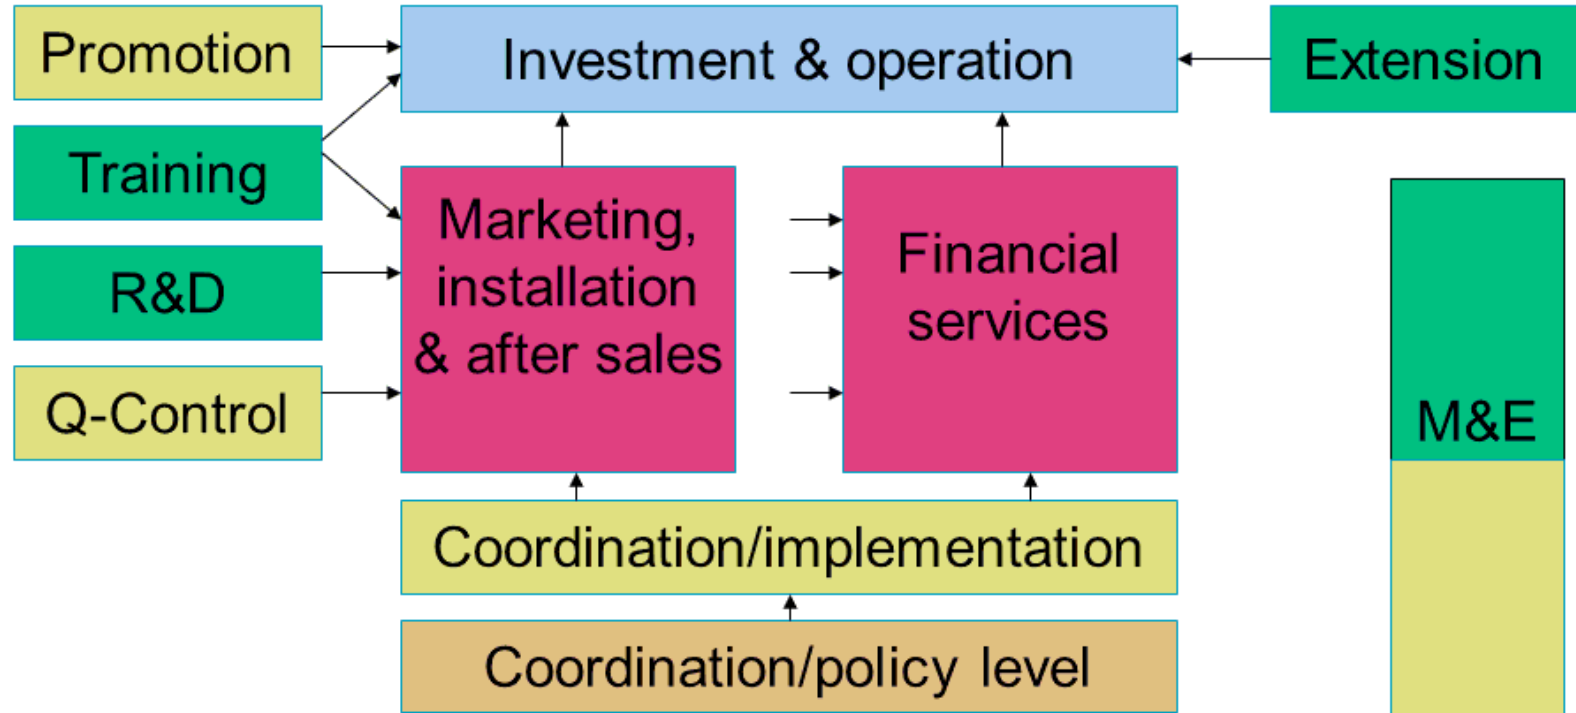 Promotion
Investment & operation
Extension
Training
Marketing,
installation
& after sales
Financial
services
R&D
Q-Control
M&E
Coordination/implementation
Coordination/policy level